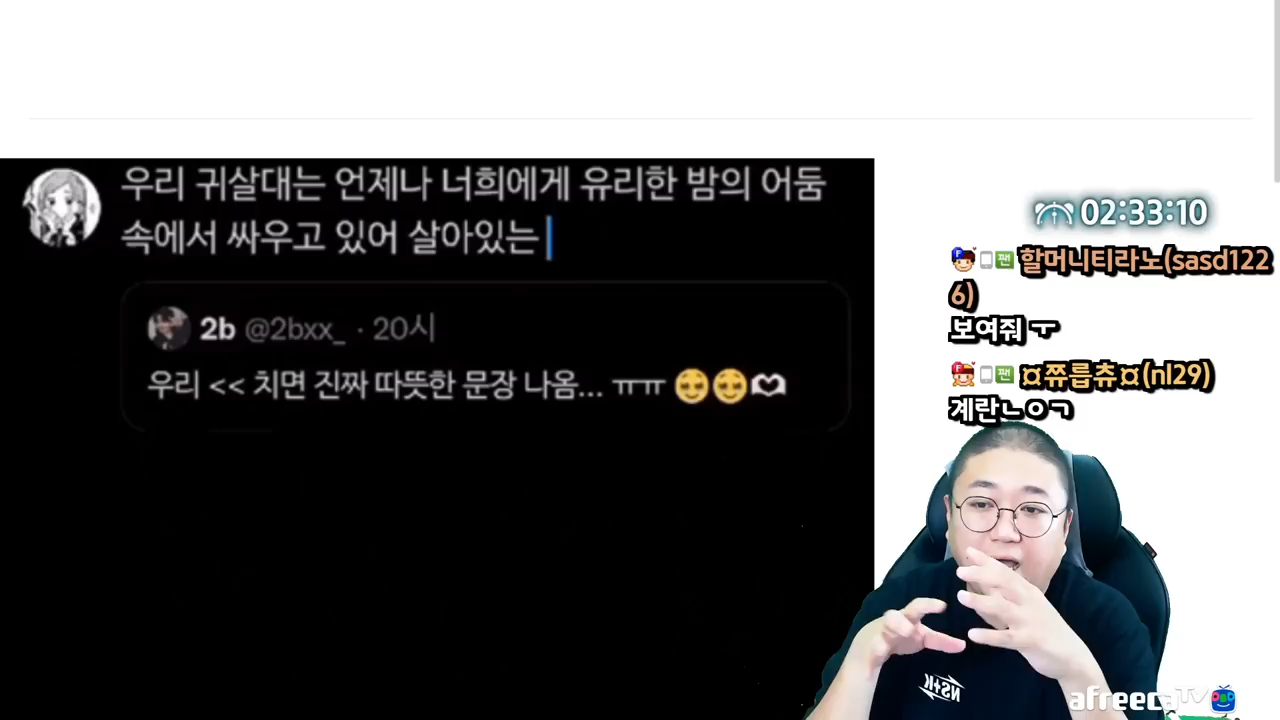 우리 귀살대는 언제나 너희에게 유리한 밤의 어둠
속에서 싸우고 있어 살아있는
2b @2bxx_ · 20시
우리 << 치면 진짜 따뜻한 문장 나옴... ㅠㅠ 🥹🥹🫶
02:33:10
F 팬 할머니티라노(sasd122
6)
보여줘 ㅜ
F 팬 ¤쮸릅츄¤(nl29)
계란ㄴㅇㄱ
NS+K
afreecaTV